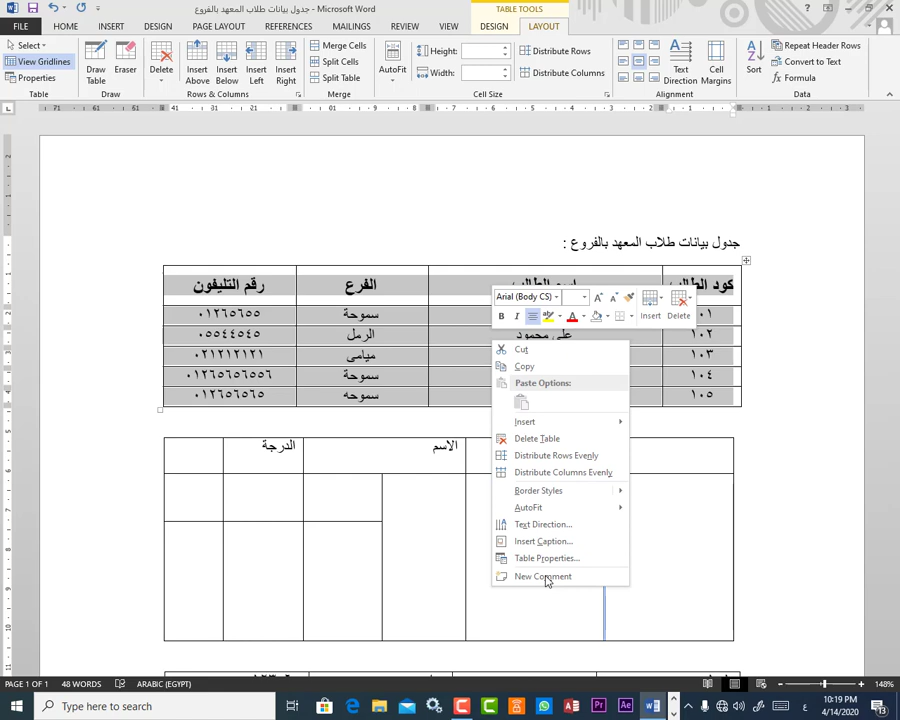 جدول بيانات طلاب المعهد بالفروع - Microsoft Word
TABLE TOOLS
FILE HOME INSERT DESIGN PAGE LAYOUT REFERENCES MAILINGS REVIEW VIEW DESIGN LAYOUT
Select
View Gridlines
Properties
Table
Draw Table
Eraser
Draw
Delete
Insert Above
Insert Below
Insert Left
Insert Right
Rows & Columns
Merge Cells
Split Cells
Split Table
Merge
AutoFit
Height:
Width:
Distribute Rows
Distribute Columns
Cell Size
Text Direction
Cell Margins
Alignment
Sort
Repeat Header Rows
Convert to Text
Formula
Data
جدول بيانات طلاب المعهد بالفروع :
كود الطالب اسم الطالب الفرع رقم التليفون
سموحة ٠١٢٦٥٦٥٥
١٠٢ على محمود الرمل ٠٥٥٤٤٥٤٥
١٠٣ ميامى ٠٢١٢١٢١٢١
١٠٤ سموحة ٠١٢٦٥٦٥٦٥٥٦
١٠٥ سموحه ٠١٢٦٥٦٥٦٥
Arial (Body CS)
B I
Insert Delete
Cut
Copy
Paste Options:
Insert
Delete Table
Distribute Rows Evenly
Distribute Columns Evenly
Border Styles
AutoFit
Text Direction...
Insert Caption...
Table Properties...
New Comment
الاسم الدرجة
PAGE 1 OF 1 48 WORDS ARABIC (EGYPT) 148%
Type here to search
10:19 PM
4/14/2020